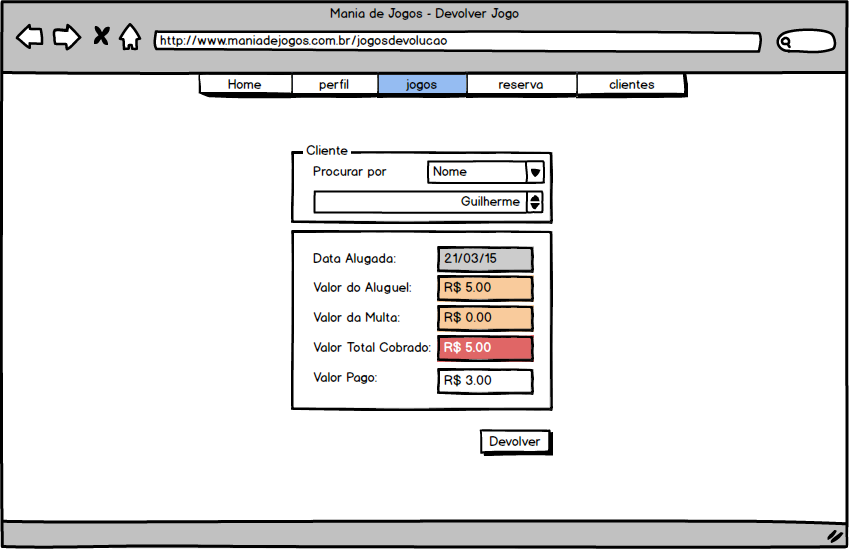 Mania de Jogos - Devolver Jogo
http://www.maniadejogos.com.br/jogosdevolucao
Home perfil jogos reserva clientes
Cliente
Procurar por Nome
Guilherme
Data Alugada: 21/03/15
Valor do Aluguel: R$ 5.00
Valor da Multa: R$ 0.00
Valor Total Cobrado: R$ 5.00
Valor Pago: R$ 3.00
Devolver